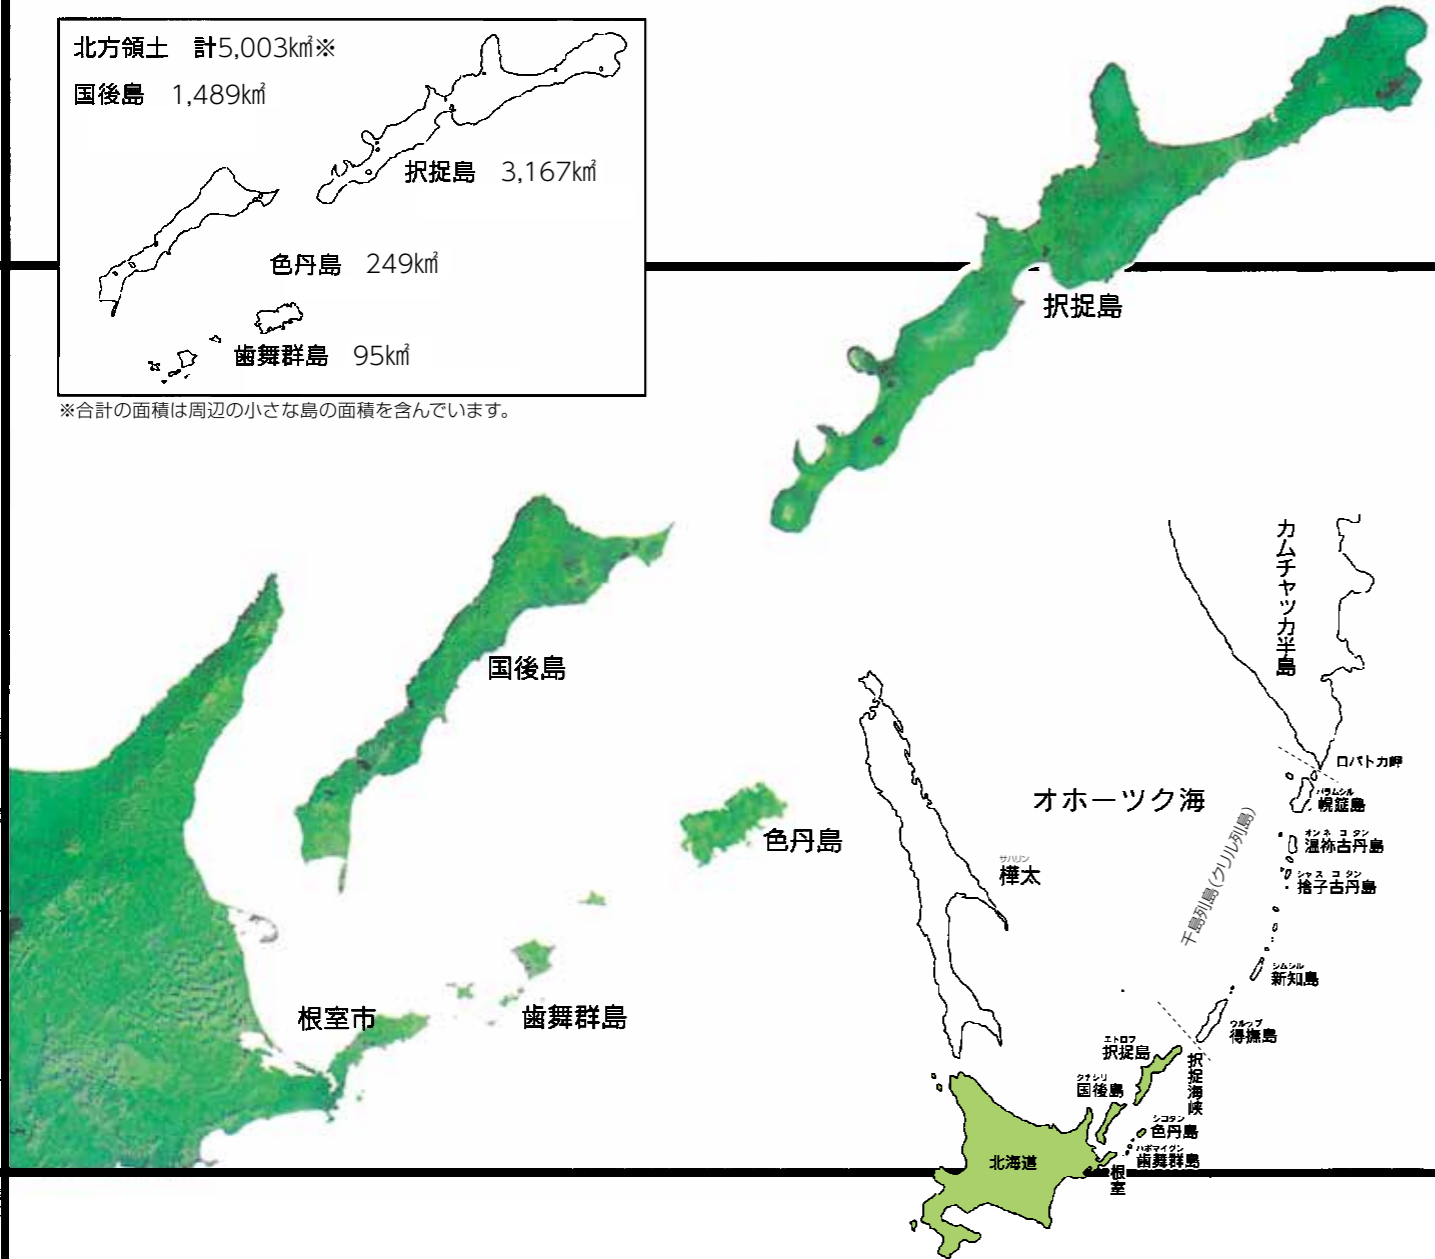 北方領土 計5,003㎢※
国後島 1,489㎢
択捉島 3,167㎢
色丹島 249㎢
歯舞群島 95㎢
※合計の面積は周辺の小さな島の面積を含んでいます。
択捉島
国後島
色丹島
歯舞群島
根室市
カムチャツカ半島
ロパトカ岬
オホーツク海
パラムシル
幌筵島
オンネコタン
温祢古丹島
シャスコタン
捨子古丹島
千島列島(クリル列島)
サハリン
樺太
シムシル
新知島
ウルップ
得撫島
エトロフ
択捉島
択捉海峡
クナシリ
国後島
シコタン
色丹島
ハボマイグン
歯舞群島
北海道
根室